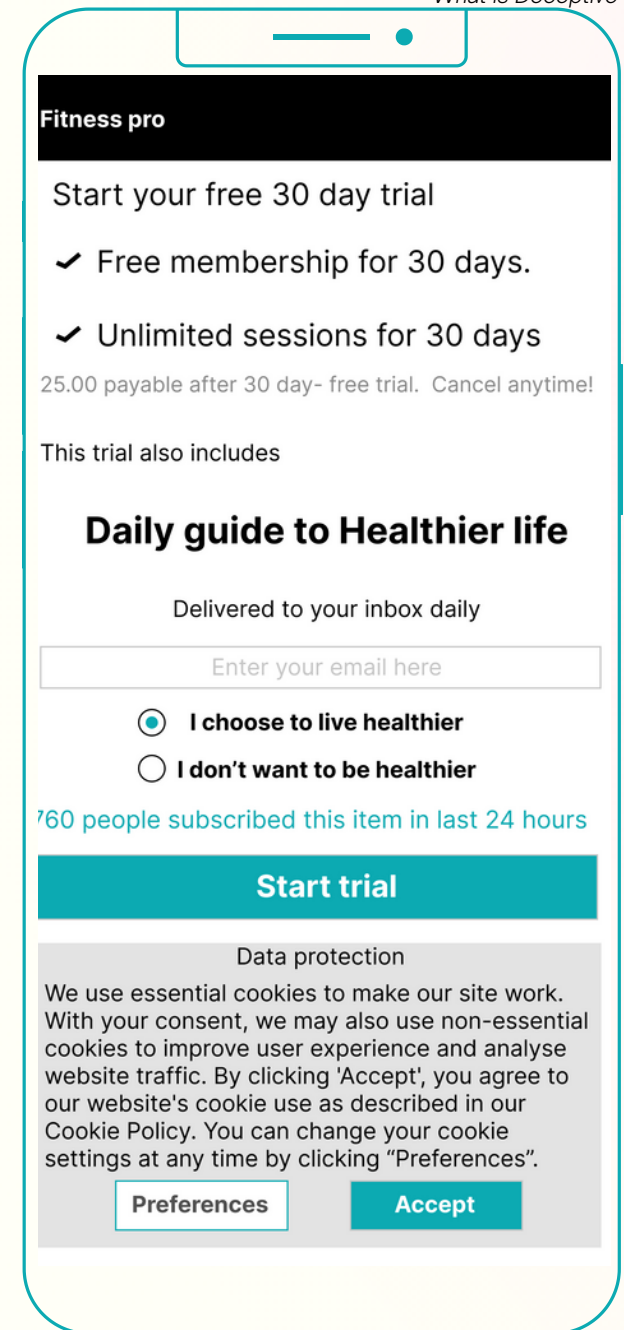 What is Deceptive
Fitness pro
Start your free 30 day trial
Free membership for 30 days.
Unlimited sessions for 30 days
25.00 payable after 30 day- free trial.  Cancel anytime!
This trial also includes
Daily guide to Healthier life
Delivered to your inbox daily
Enter your email here
I choose to live healthier
I don’t want to be healthier
760 people subscribed this item in last 24 hours
Start trial
Data protection
We use essential cookies to make our site work.
With your consent, we may also use non-essential
cookies to improve user experience and analyse
website traffic. By clicking 'Accept', you agree to
our website's cookie use as described in our
Cookie Policy. You can change your cookie
settings at any time by clicking “Preferences”.
Preferences
Accept